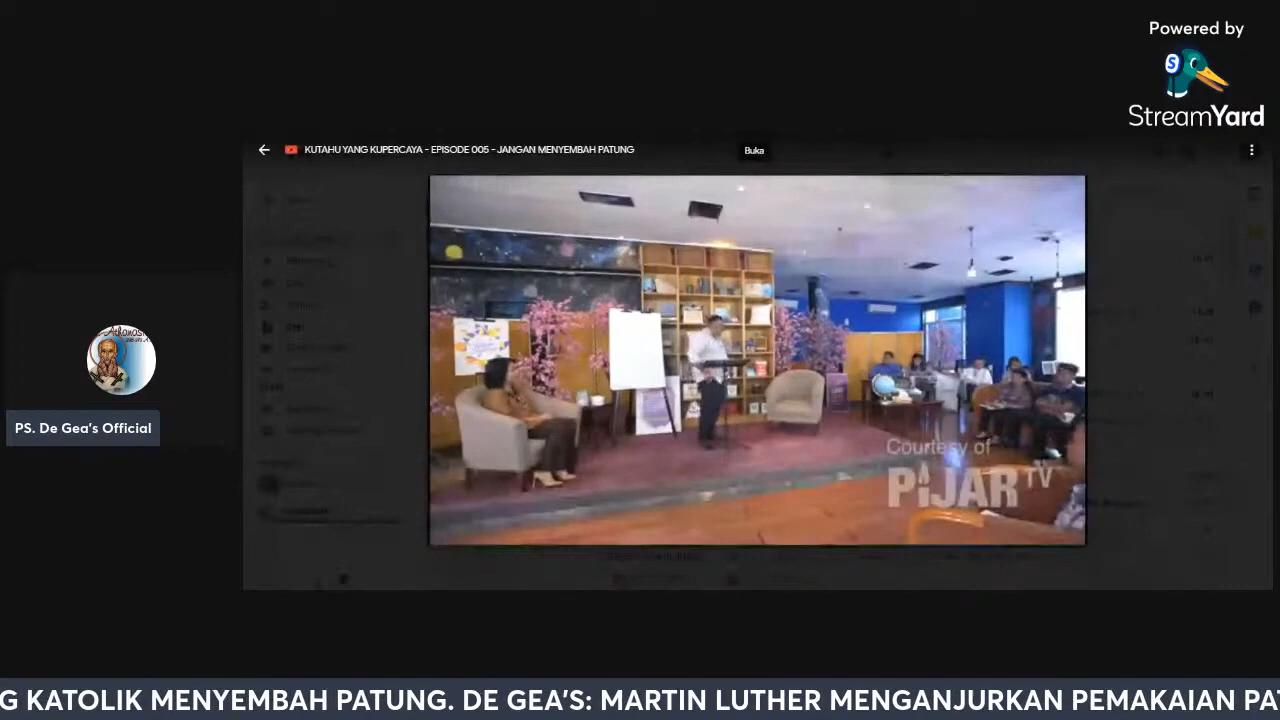 Powered by
StreamYard
KUTAHU YANG KUPERCAYA - EPISODE 005 - JANGAN MENYEMBAH PATUNG
Buka
Courtesy of
PIJAR TV
PS. De Gea's Official
G KATOLIK MENYEMBAH PATUNG. DE GEA'S: MARTIN LUTHER MENGANJURKAN PEMAKAIAN PA